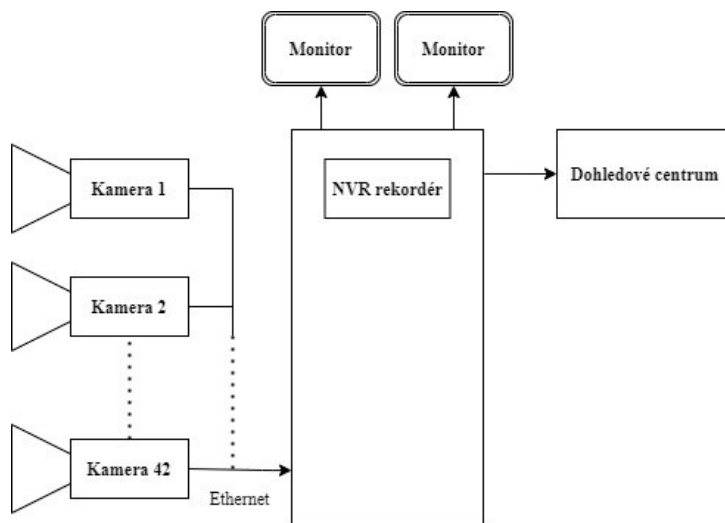 Monitor
Monitor
Kamera 1
NVR rekordér
Dohledové centrum
Kamera 2
Kamera 42
Ethernet